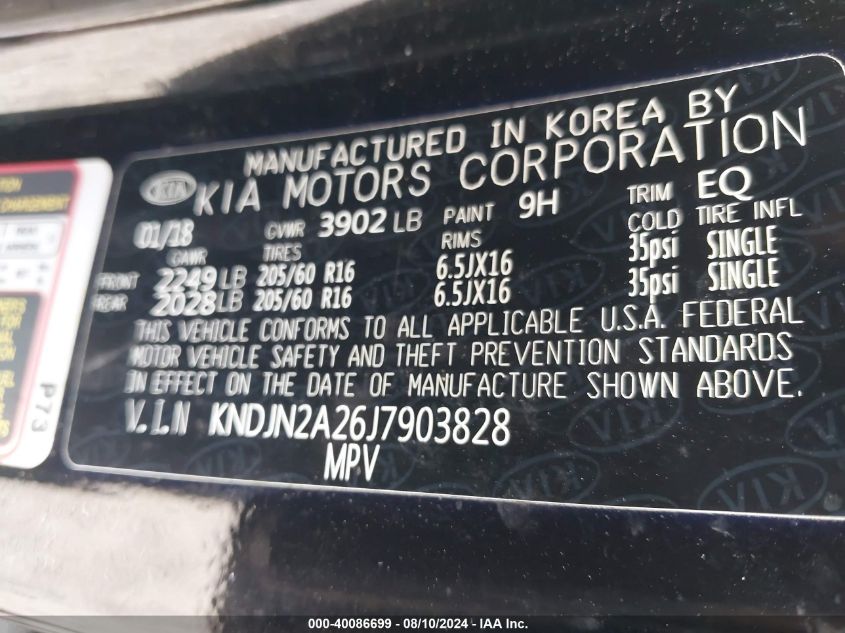 MANUFACTURED IN KOREA BY
KIA KIA MOTORS CORPORATION
01/18 GVWR 3902 LB PAINT 9H TRIM EQ
GAWR TIRES RIMS COLD TIRE INFL
FRONT 2249 LB 205/60 R16 6.5JX16 35psi SINGLE
REAR 2028 LB 205/60 R16 6.5JX16 35psi SINGLE
THIS VEHICLE CONFORMS TO ALL APPLICABLE U.S.A. FEDERAL
MOTOR VEHICLE SAFETY AND THEFT PREVENTION STANDARDS
IN EFFECT ON THE DATE OF MANUFACTURE SHOWN ABOVE.
V.I.N KNDJN2A26J7903828
MPV
P73
000-40086699 - 08/10/2024 - IAA Inc.